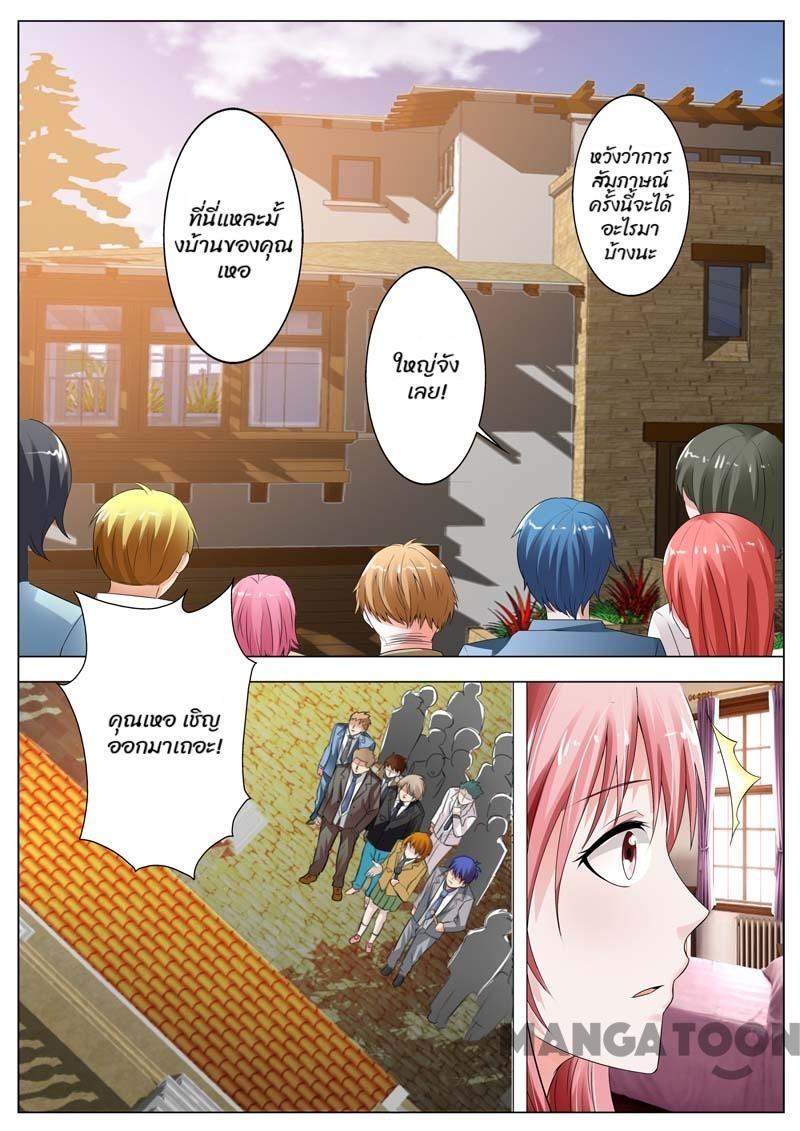 ที่นี่แหละมั้
งบ้านของคุณ
เหอ
หวังว่าการ
สัมภาษณ์
ครั้งนี้จะได้
อะไรมา
บ้างนะ
ใหญ่จัง
เลย!
คุณเหอ เชิญ
ออกมาเถอะ!
MANGATOON